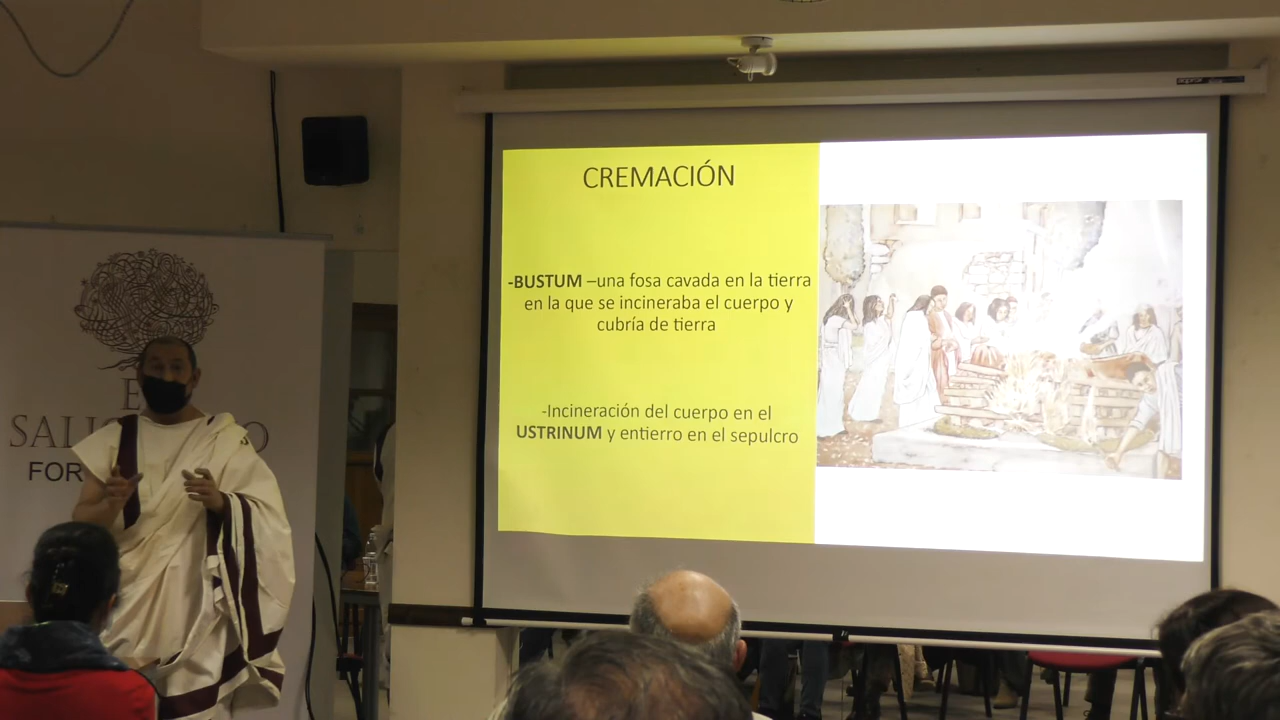 CREMACIÓN
-BUSTUM –una fosa cavada en la tierra
en la que se incineraba el cuerpo y
cubría de tierra
-Incineración del cuerpo en el
USTRINUM y entierro en el sepulcro
FOR